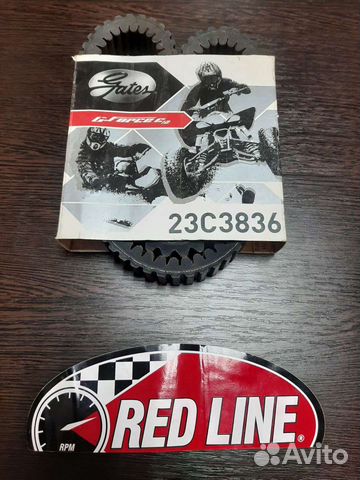 Gates
G-Force C12
23C3836
RED LINE®
RPM
Avito